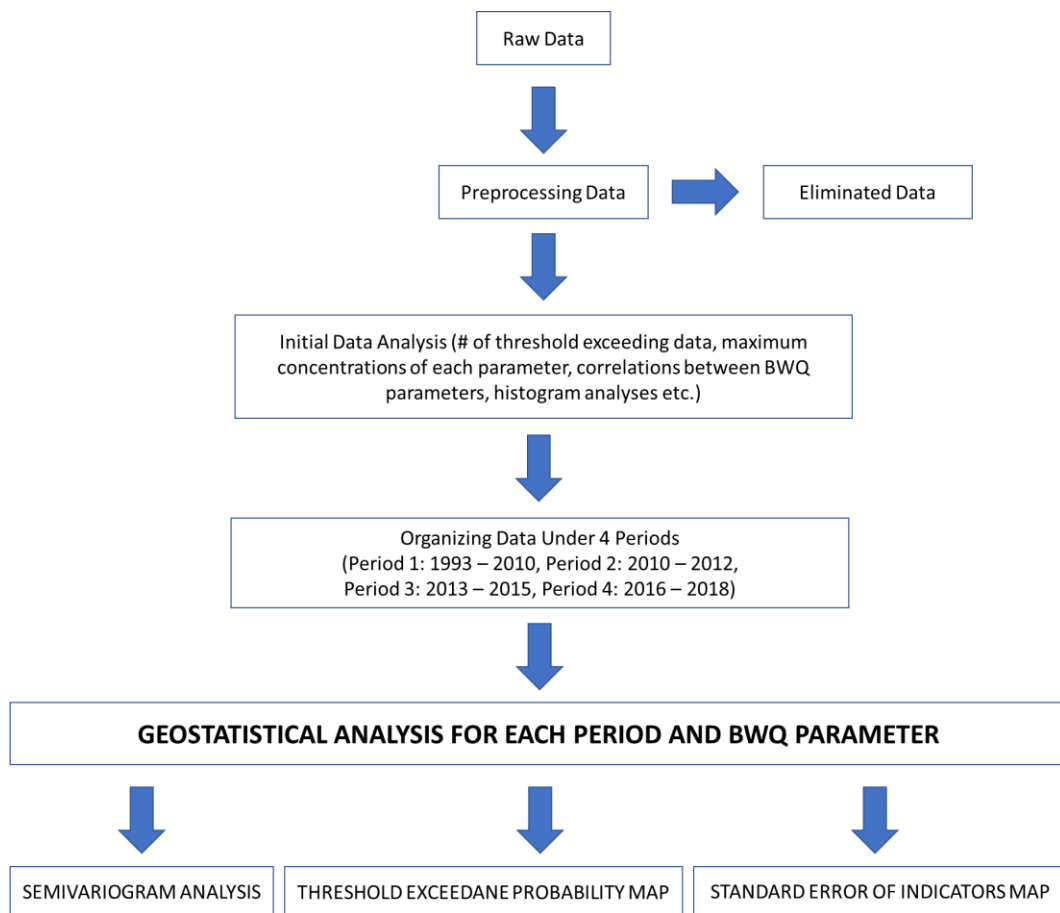 Raw Data
Preprocessing Data
Eliminated Data
Initial Data Analysis (# of threshold exceeding data, maximum
concentrations of each parameter, correlations between BWQ
parameters, histogram analyses etc.)
Organizing Data Under 4 Periods
(Period 1: 1993 – 2010, Period 2: 2010 – 2012,
Period 3: 2013 – 2015, Period 4: 2016 – 2018)
GEOSTATISTICAL ANALYSIS FOR EACH PERIOD AND BWQ PARAMETER
SEMIVARIOGRAM ANALYSIS
THRESHOLD EXCEEDANE PROBABILITY MAP
STANDARD ERROR OF INDICATORS MAP